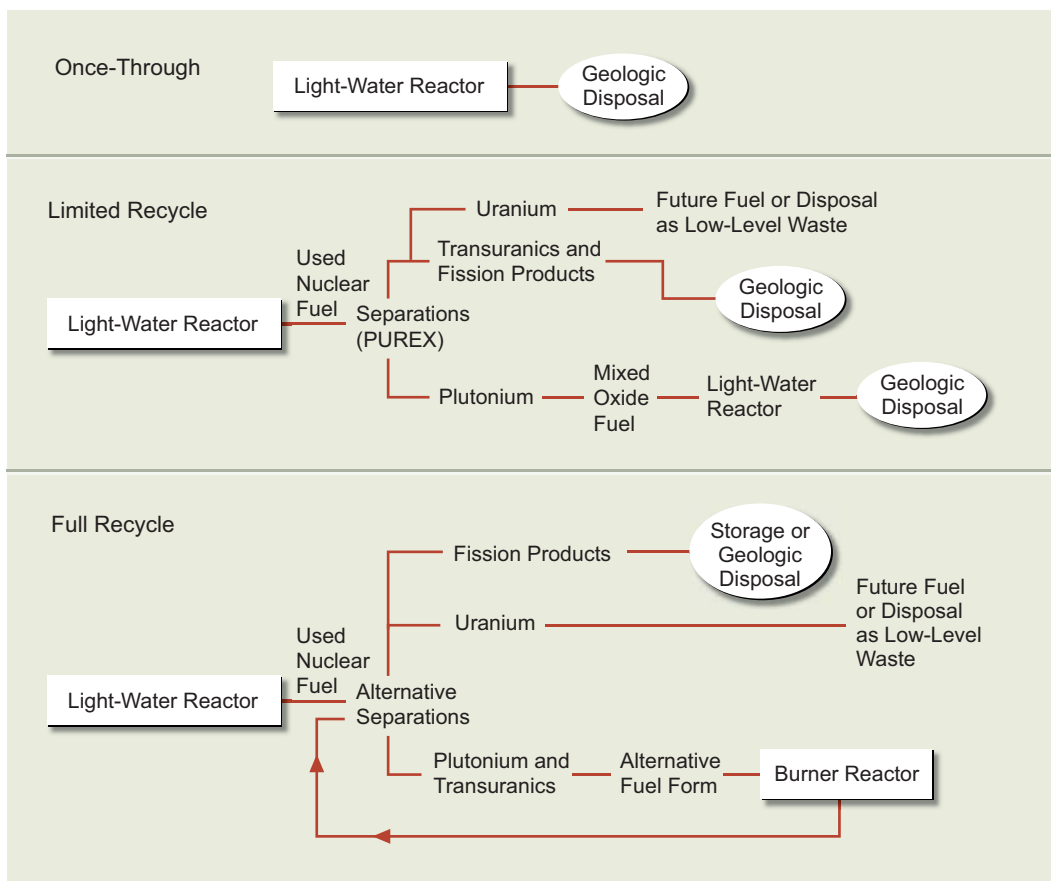 Once-Through
Light-Water Reactor
Geologic
Disposal
Limited Recycle
Light-Water Reactor
Used
Nuclear
Fuel
Separations
(PUREX)
Uranium
Future Fuel or Disposal
as Low-Level Waste
Transuranics and
Fission Products
Geologic
Disposal
Plutonium
Mixed
Oxide
Fuel
Light-Water
Reactor
Geologic
Disposal
Full Recycle
Light-Water Reactor
Used
Nuclear
Fuel
Alternative
Separations
Fission Products
Storage or
Geologic
Disposal
Uranium
Future Fuel
or Disposal
as Low-Level
Waste
Plutonium and
Transuranics
Alternative
Fuel Form
Burner Reactor